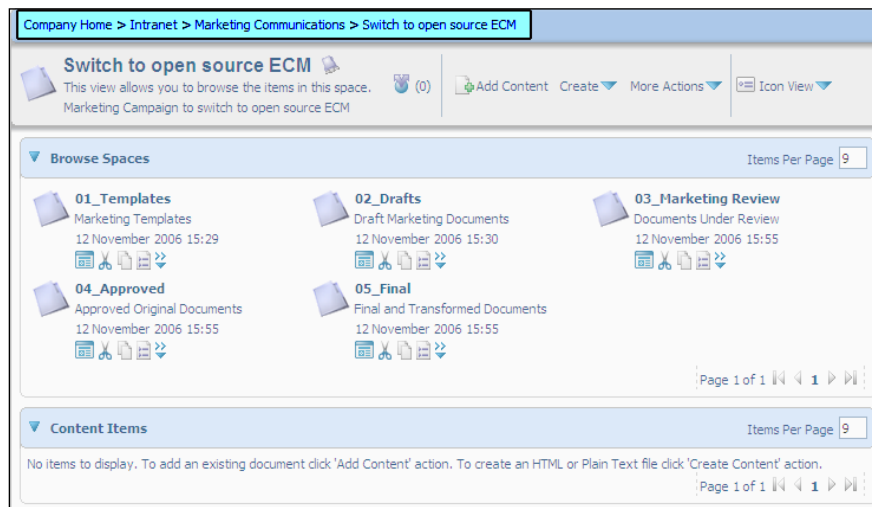 Company Home > Intranet > Marketing Communications > Switch to open source ECM
Switch to open source ECM
This view allows you to browse the items in this space.
Marketing Campaign to switch to open source ECM
(0)
Add Content Create More Actions Icon View
Browse Spaces Items Per Page 9
01_Templates 02_Drafts 03_Marketing Review
Marketing Templates Draft Marketing Documents Documents Under Review
12 November 2006 15:29 12 November 2006 15:30 12 November 2006 15:55
04_Approved 05_Final
Approved Original Documents Final and Transformed Documents
12 November 2006 15:55 12 November 2006 15:55
Page 1 of 1 1
Content Items Items Per Page 9
No items to display. To add an existing document click 'Add Content' action. To create an HTML or Plain Text file click 'Create Content' action.
Page 1 of 1 1